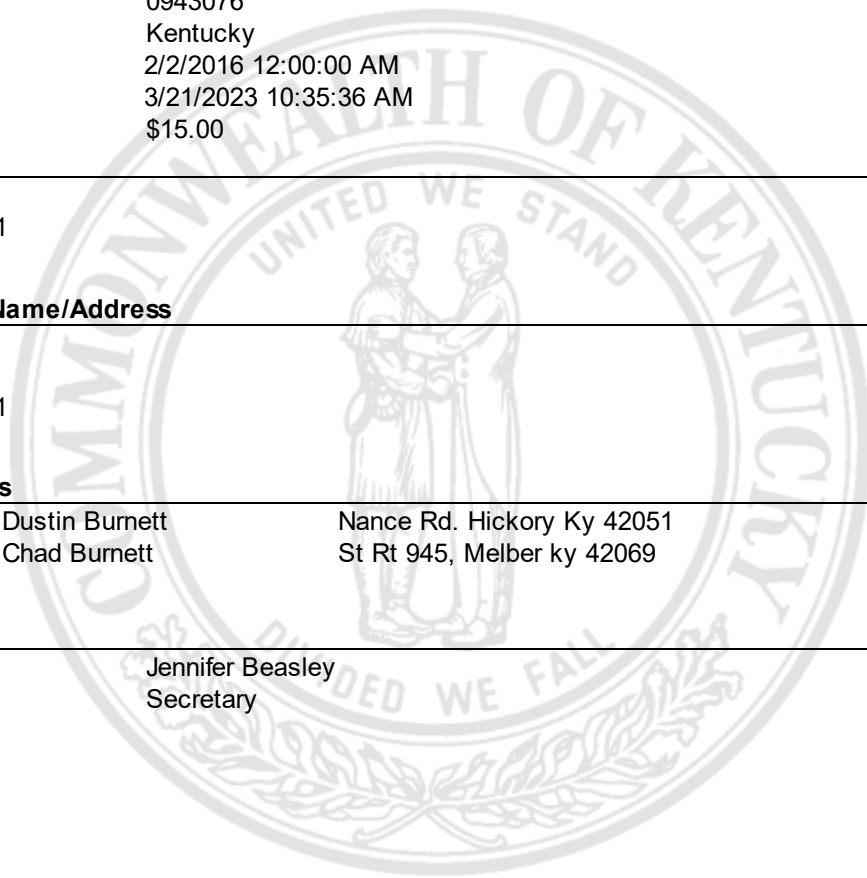 0943076
Kentucky
2/2/2016 12:00:00 AM
3/21/2023 10:35:36 AM
$15.00
1
Name/Address
1
s
Dustin Burnett Nance Rd. Hickory Ky 42051
Chad Burnett St Rt 945, Melber ky 42069
Jennifer Beasley
Secretary
COMMONWEALTH OF KENTUCKY
UNITED WE STAND
DIVIDED WE FALL